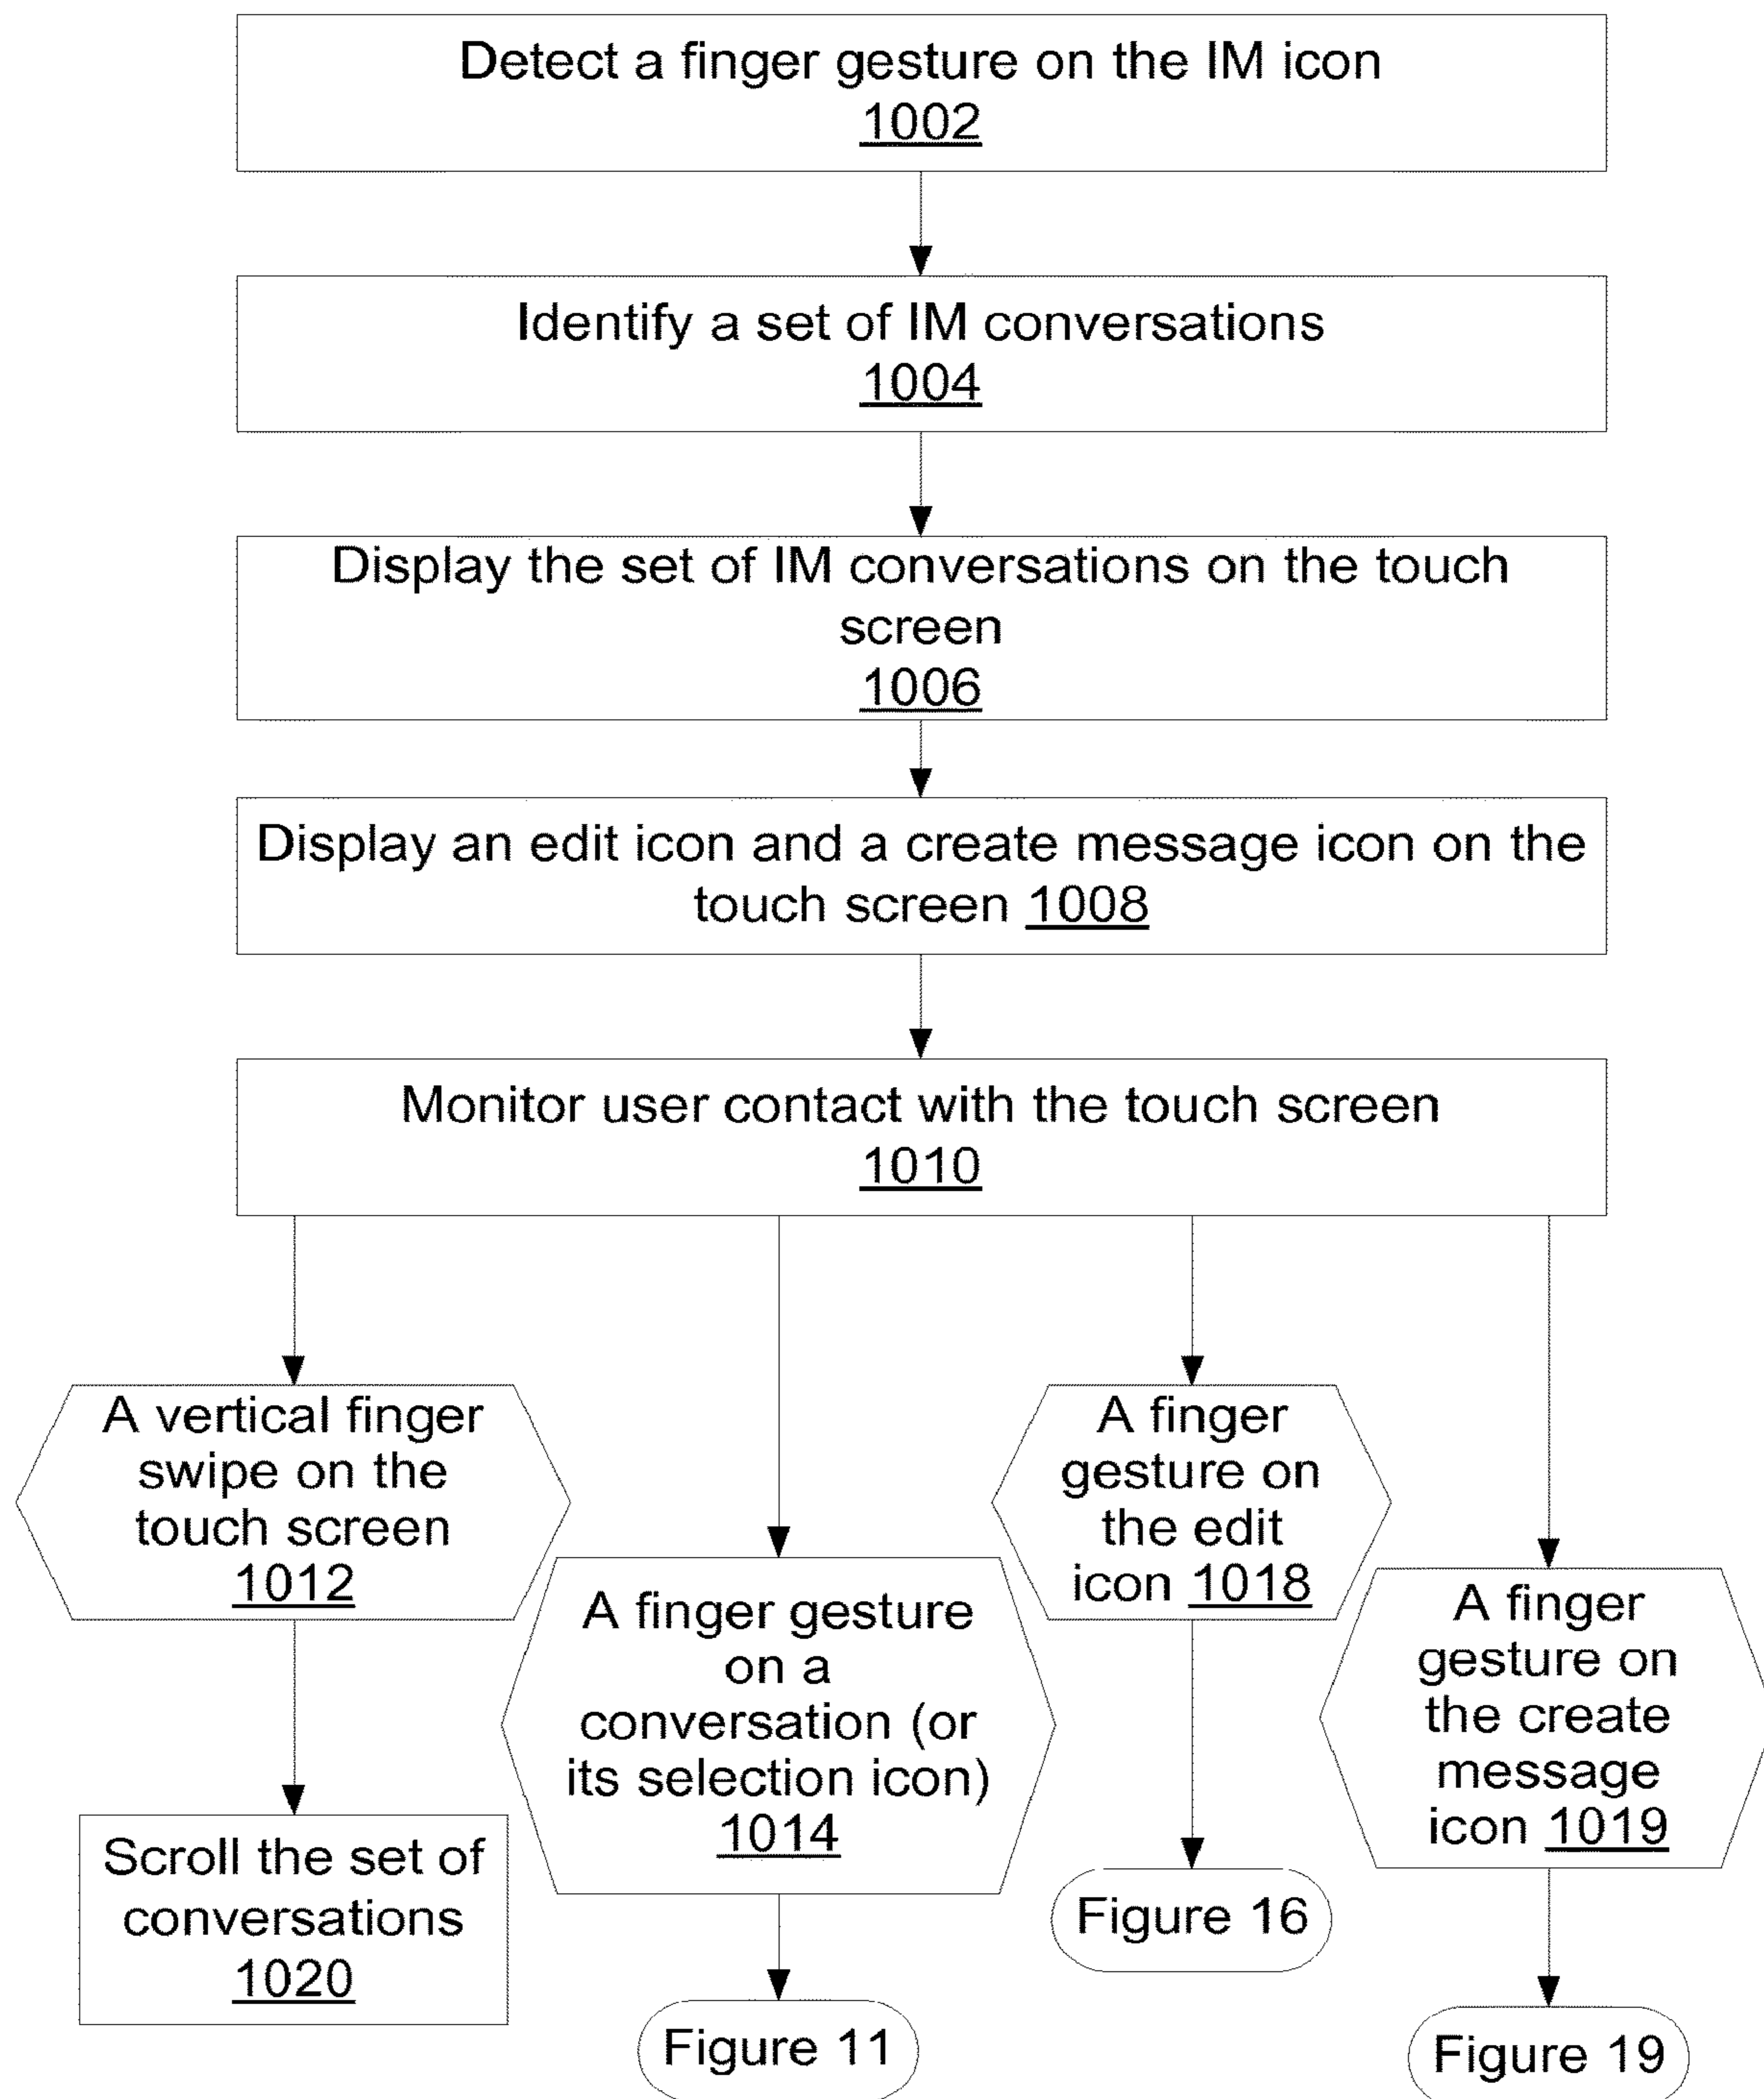 Detect a finger gesture on the IM icon
1002
Identify a set of IM conversations
1004
Display the set of IM conversations on the touch
screen
1006
Display an edit icon and a create message icon on the
touch screen 1008
Monitor user contact with the touch screen
1010
A vertical finger
swipe on the
touch screen
1012
Scroll the set of
conversations
1020
A finger gesture
on a
conversation (or
its selection icon)
1014
Figure 11
A finger
gesture on
the edit
icon 1018
Figure 16
A finger
gesture on
the create
message
icon 1019
Figure 19